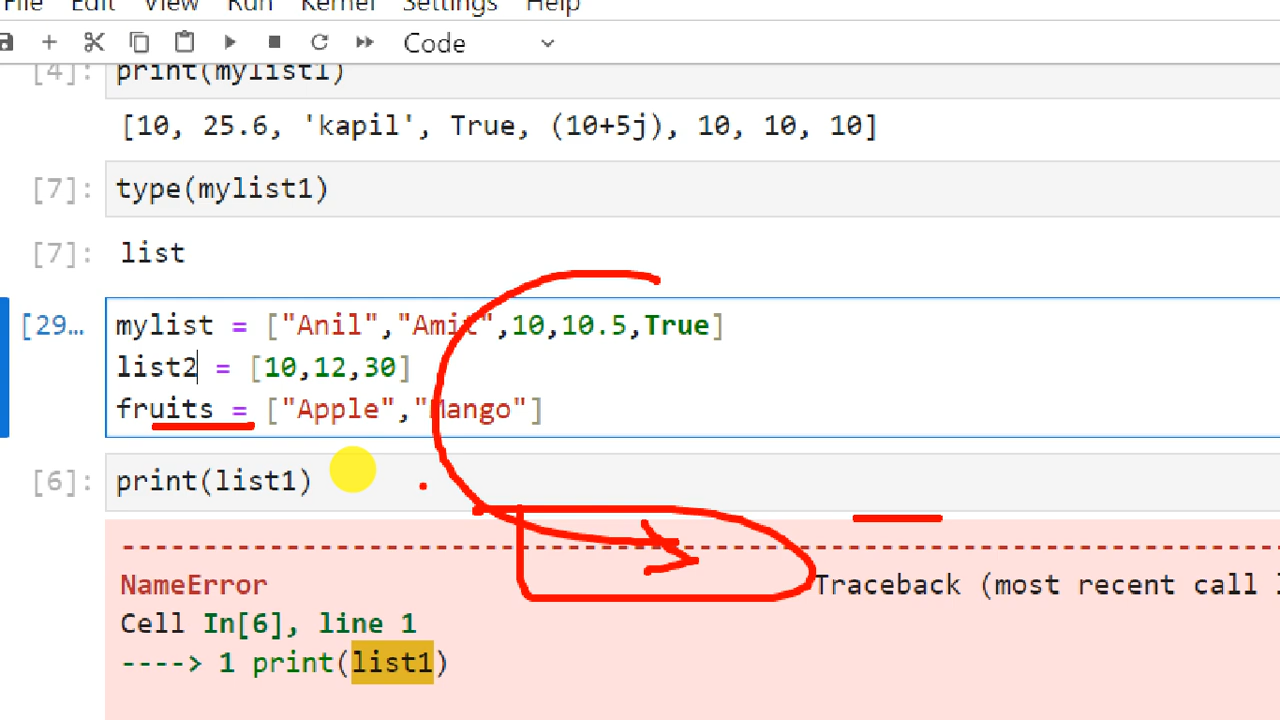 File Edit View Run Kernel Settings Help
Code
[4]: print(mylist1)
[10, 25.6, 'kapil', True, (10+5j), 10, 10, 10]
[7]: type(mylist1)
[7]: list
[29… mylist = ["Anil","Amit",10,10.5,True]
list2 = [10,12,30]
fruits = ["Apple","Mango"]
[6]: print(list1)
---------------------------------------------------------------------------
NameError Traceback (most recent call
Cell In[6], line 1
----> 1 print(list1)